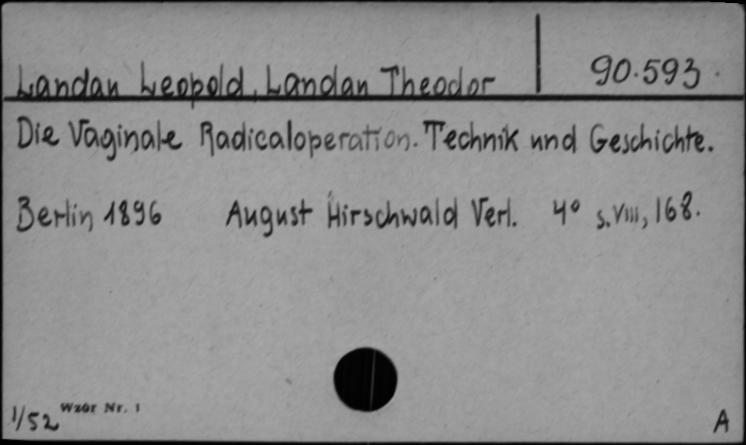 Landau Leopold, Landau Theodor 90.593.
Die Vaginale Radicaloperation. Technik und Geschichte.
Berlin 1896 August Hirschwald Verl. 4° s. VIII, 168.
1/52 Wzór Nr. 1 A